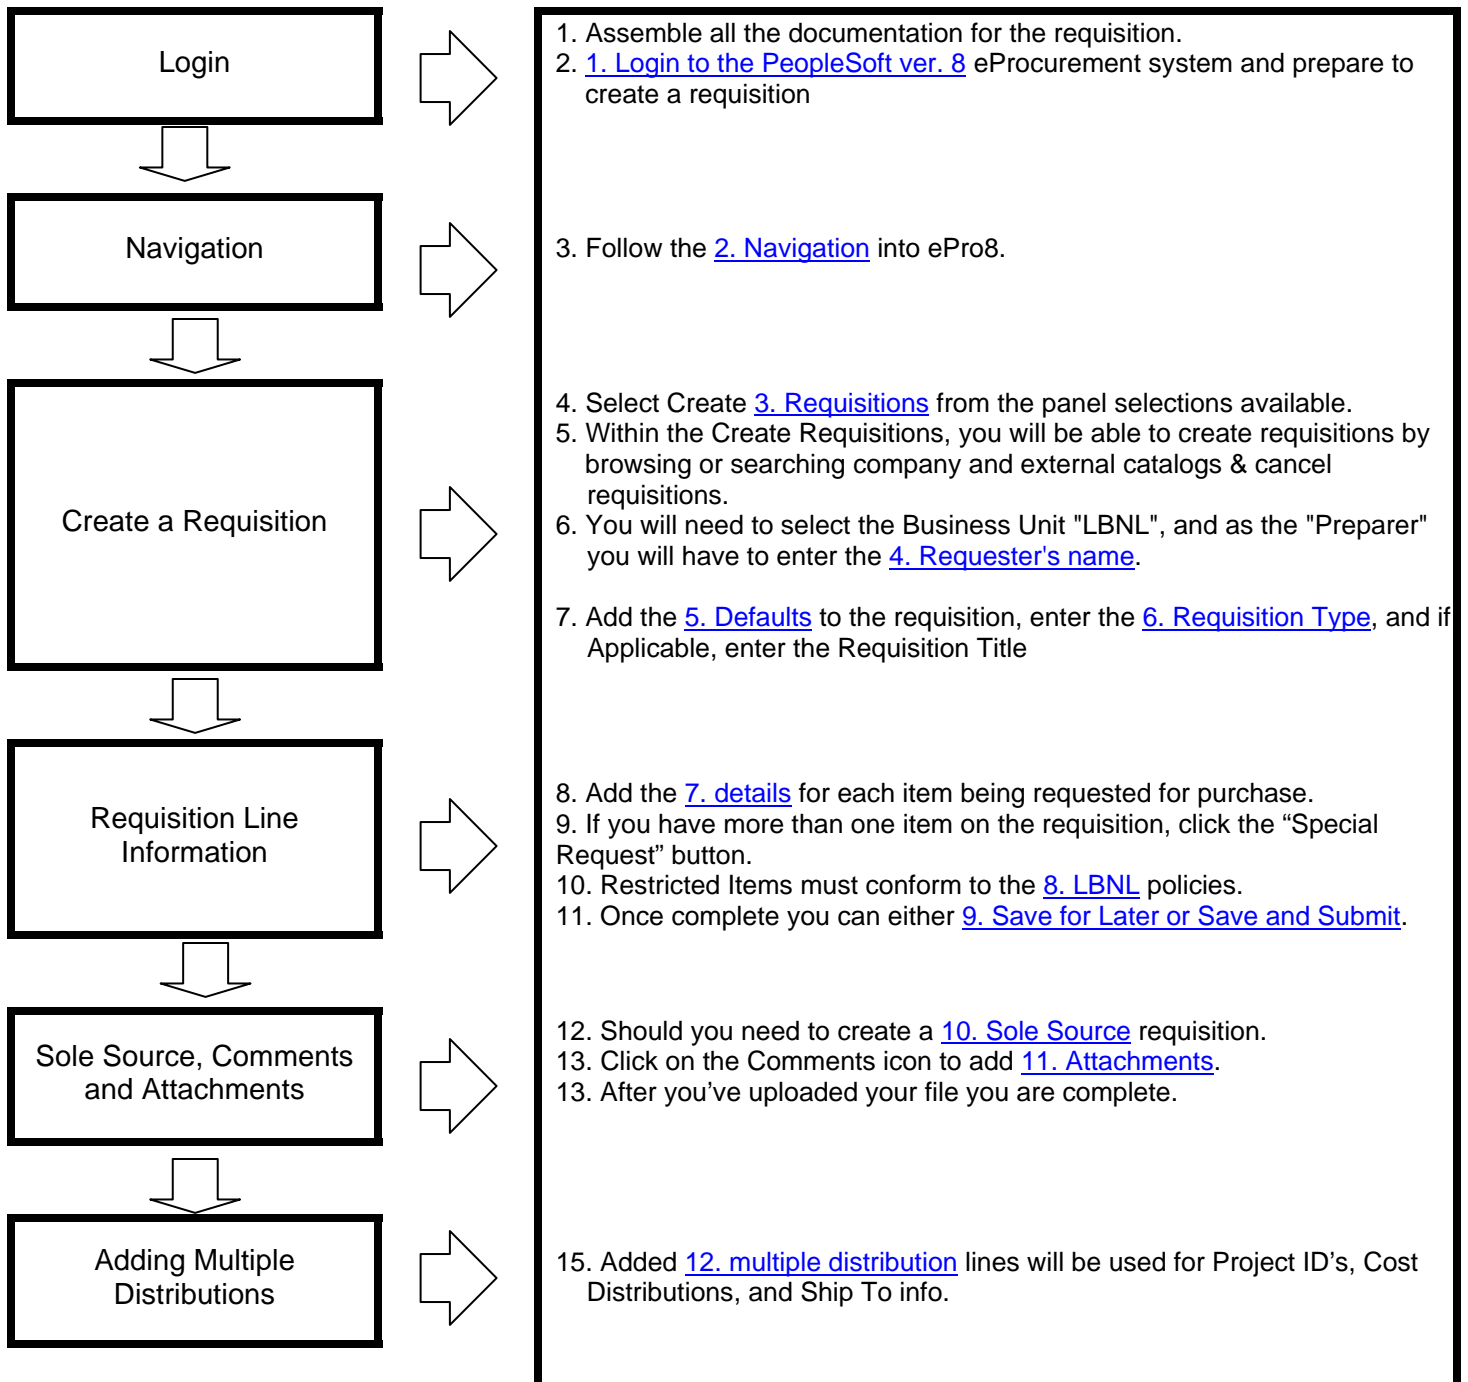 Login
1. Assemble all the documentation for the requisition.
2. 1. Login to the PeopleSoft ver. 8 eProcurement system and prepare to
create a requisition
Navigation
3. Follow the 2. Navigation into ePro8.
Create a Requisition
4. Select Create 3. Requisitions from the panel selections available.
5. Within the Create Requisitions, you will be able to create requisitions by
browsing or searching company and external catalogs & cancel
requisitions.
6. You will need to select the Business Unit "LBNL", and as the "Preparer"
you will have to enter the 4. Requester's name.
7. Add the 5. Defaults to the requisition, enter the 6. Requisition Type, and if
Applicable, enter the Requisition Title
Requisition Line
Information
8. Add the 7. details for each item being requested for purchase.
9. If you have more than one item on the requisition, click the “Special
Request” button.
10. Restricted Items must conform to the 8. LBNL policies.
11. Once complete you can either 9. Save for Later or Save and Submit.
Sole Source, Comments
and Attachments
12. Should you need to create a 10. Sole Source requisition.
13. Click on the Comments icon to add 11. Attachments.
13. After you’ve uploaded your file you are complete.
Adding Multiple
Distributions
15. Added 12. multiple distribution lines will be used for Project ID’s, Cost
Distributions, and Ship To info.